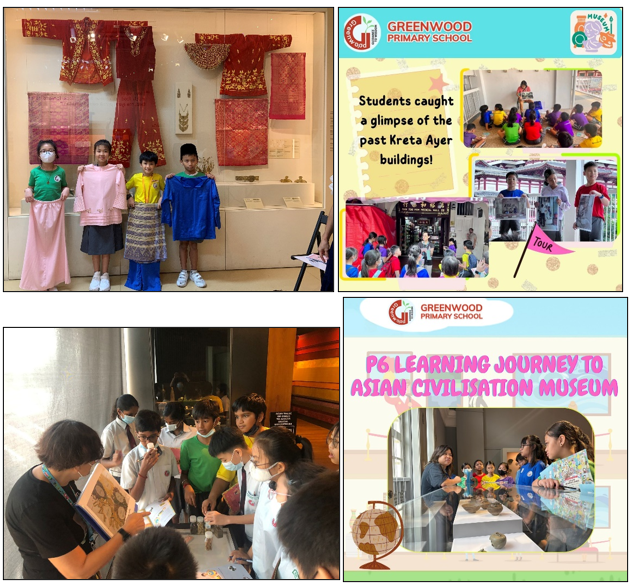 GREENWOOD
PRIMARY SCHOOL
MUSEUM
Students caught
a glimpse of the
past Kreta Ayer
buildings!
TOUR
GREENWOOD
PRIMARY SCHOOL
P6 LEARNING JOURNEY TO
ASIAN CIVILISATION MUSEUM